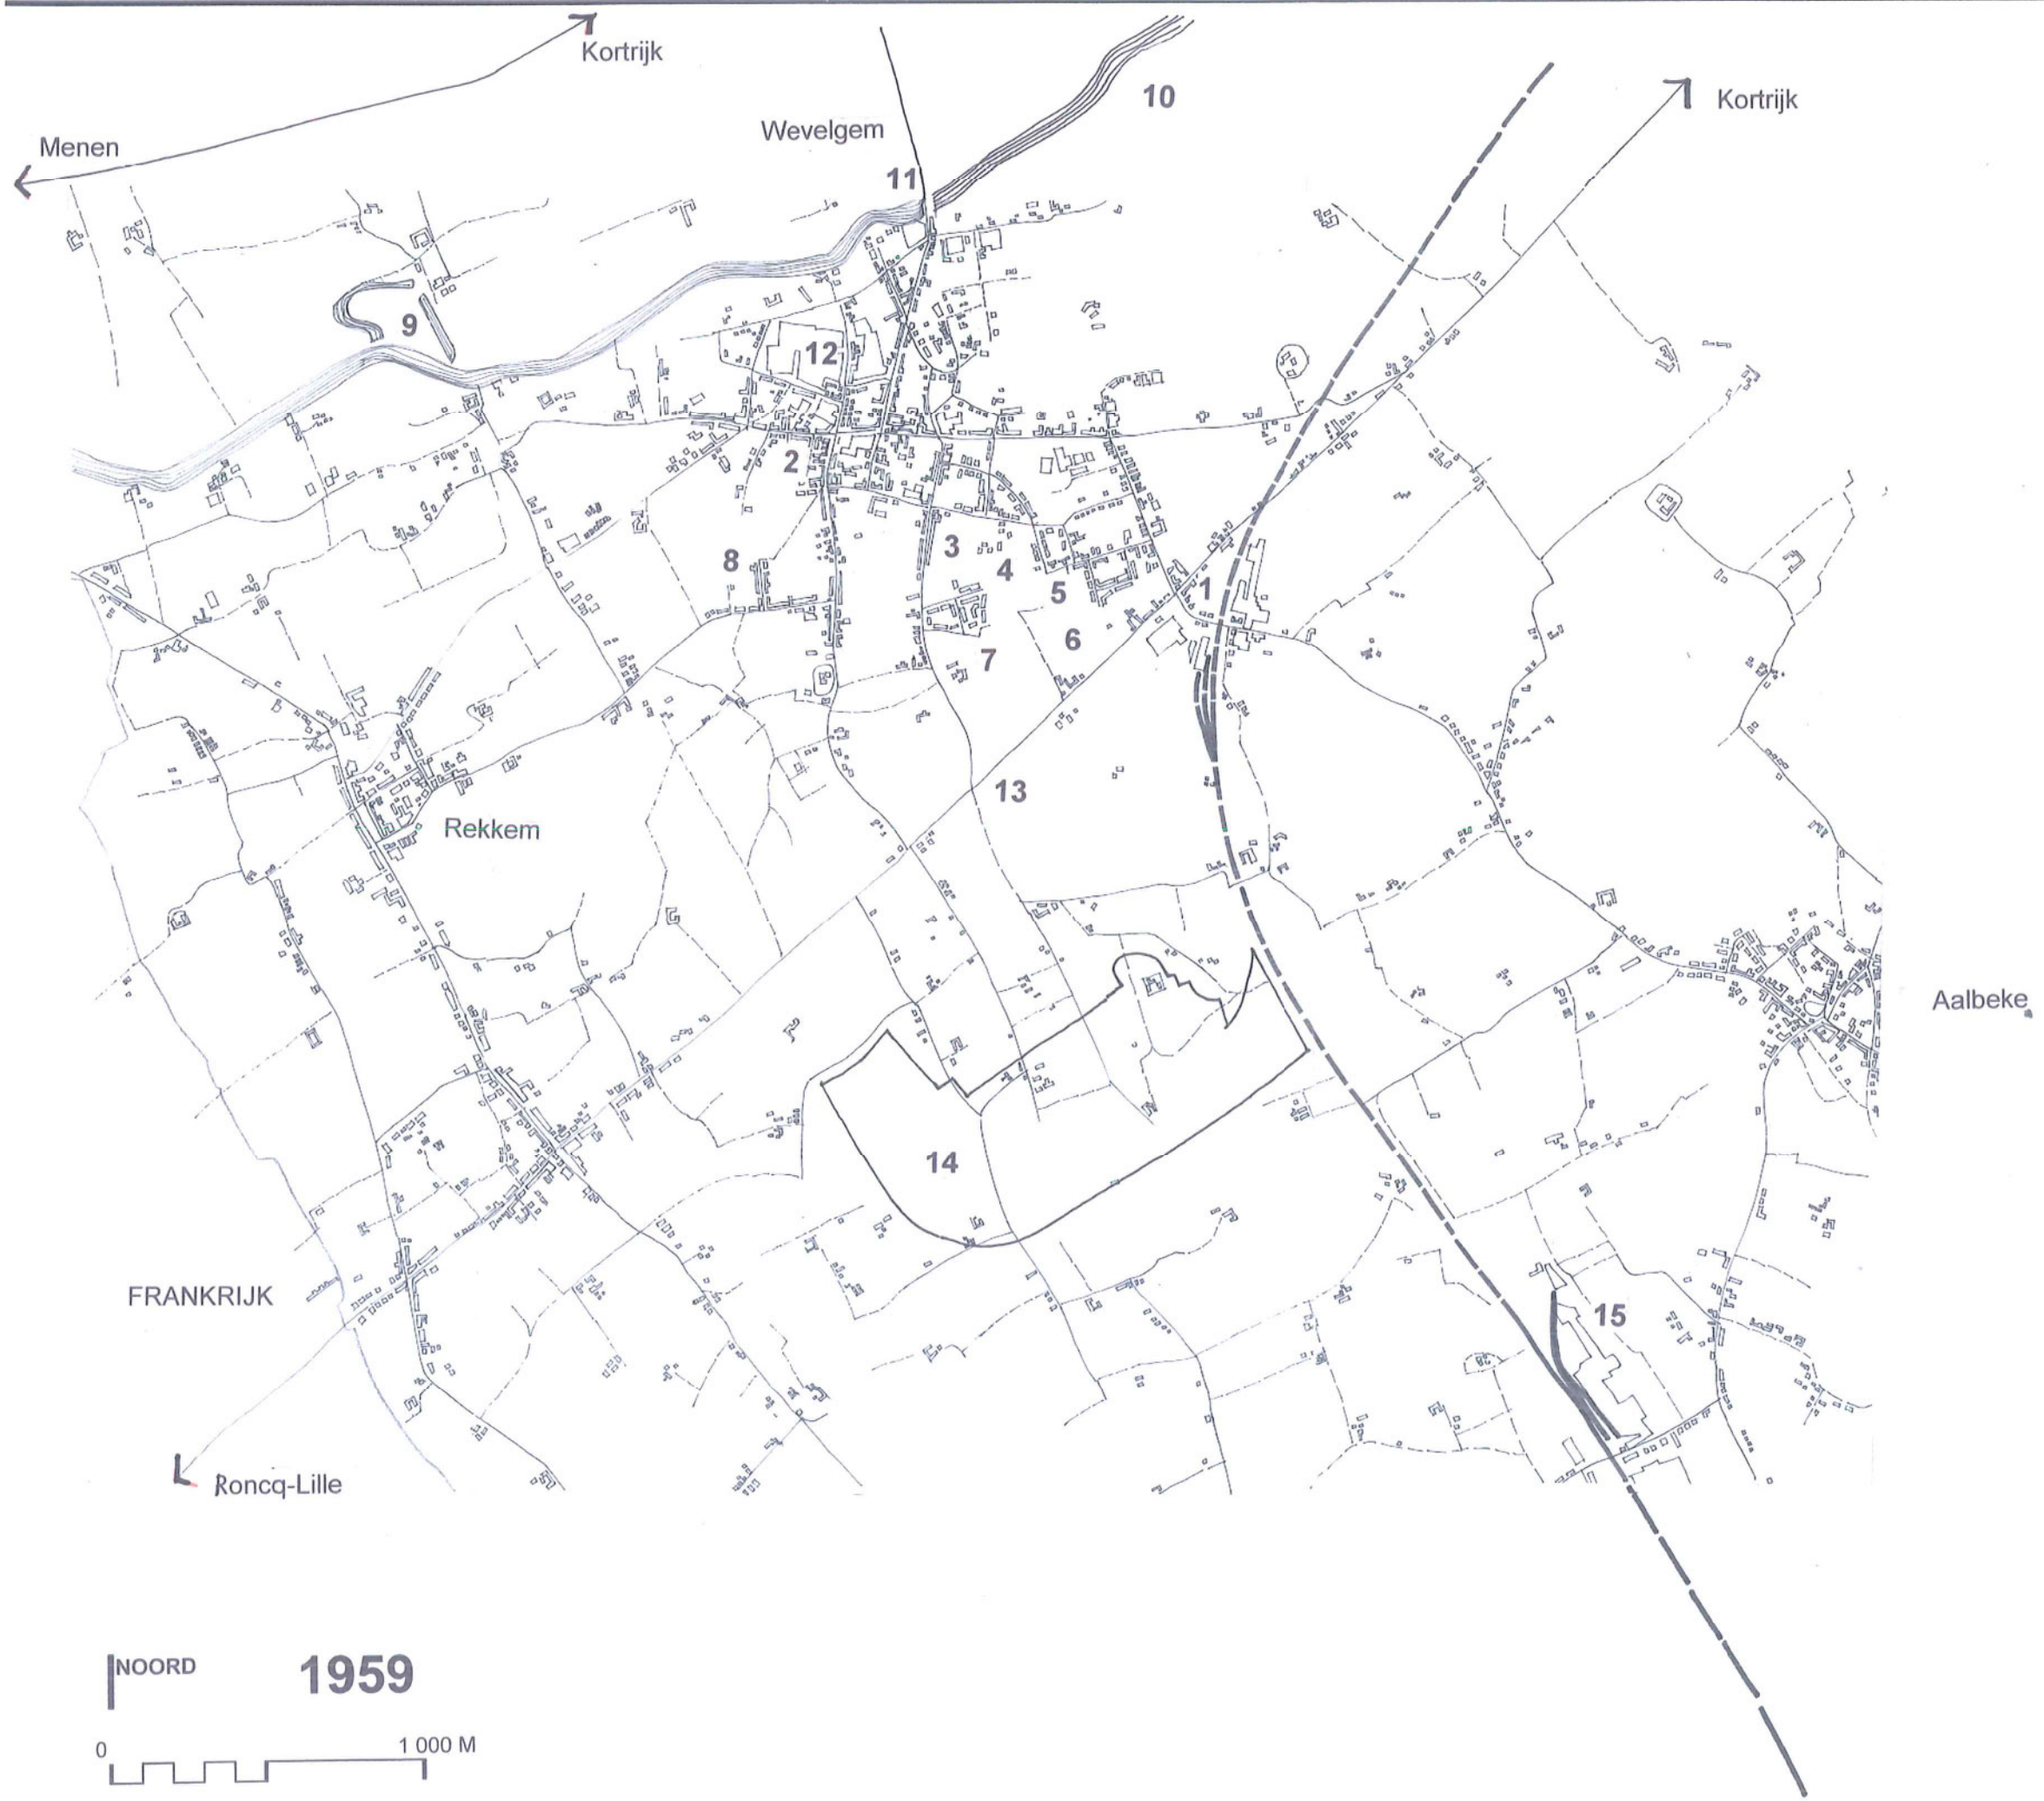 Kortrijk
10
Kortrijk
Wevelgem
Menen
11
9
12
2
3
8
4
5
1
6
7
13
Rekkem
Aalbeke
14
FRANKRIJK
15
Roncq-Lille
NOORD
1959
0
1 000 M